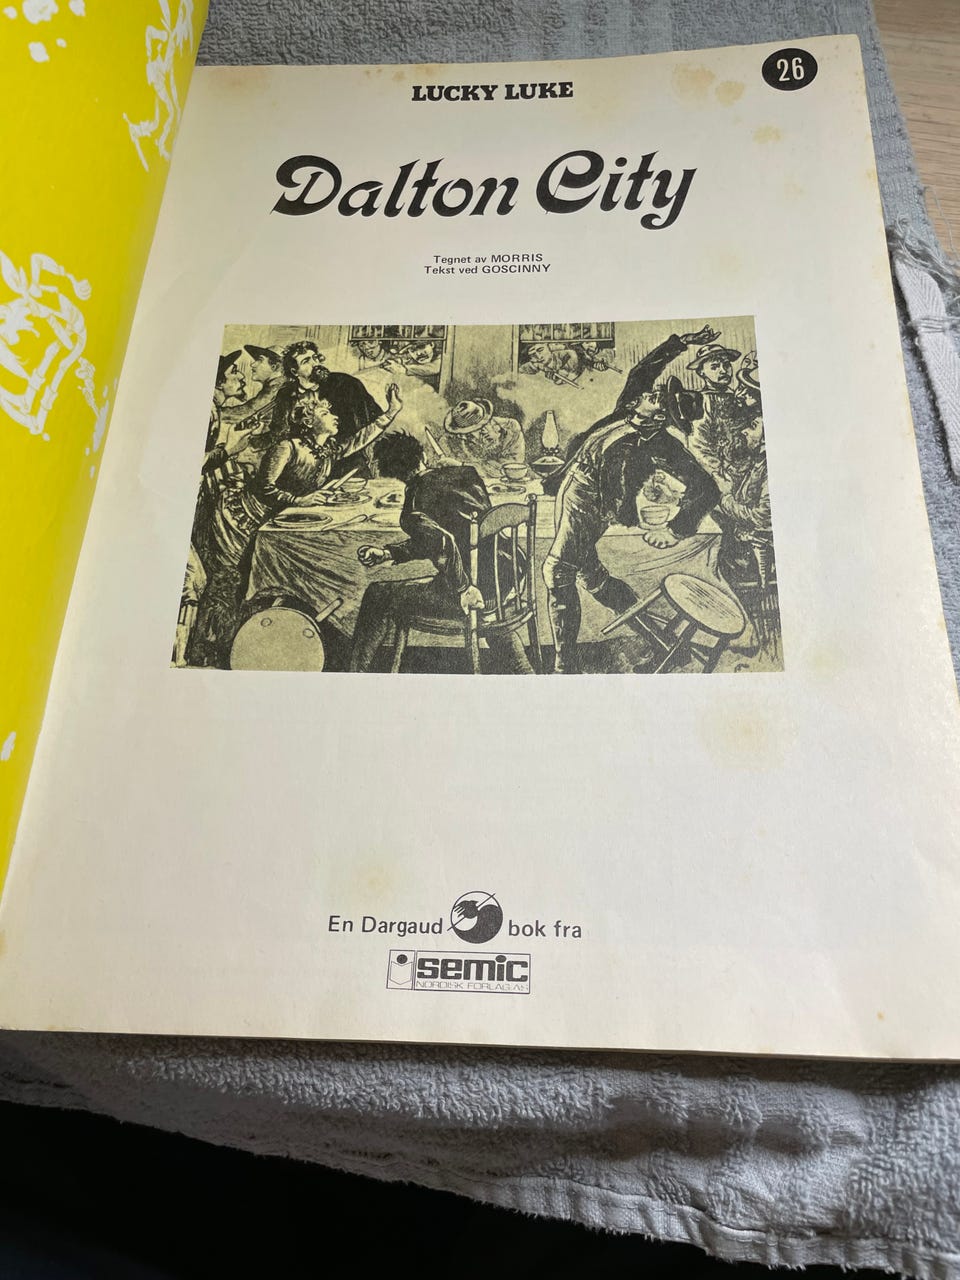 26
LUCKY LUKE
Dalton City
Tegnet av MORRIS
Tekst ved GOSCINNY
En Dargaud bok fra
semic
NORDISK FORLAG A/S